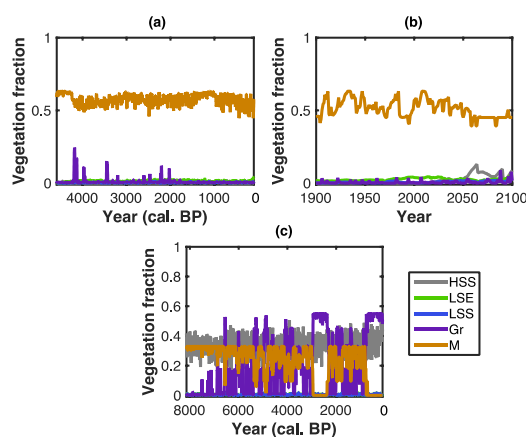 (a)
Vegetation fraction
1
0.5
0
4000 3000 2000 1000 0
Year (cal. BP)
(b)
Vegetation fraction
1
0.5
0
1900 1950 2000 2050 2100
Year
(c)
Vegetation fraction
1
0.8
0.6
0.4
0.2
0
8000 6000 4000 2000 0
Year (cal. BP)
HSS
LSE
LSS
Gr
M